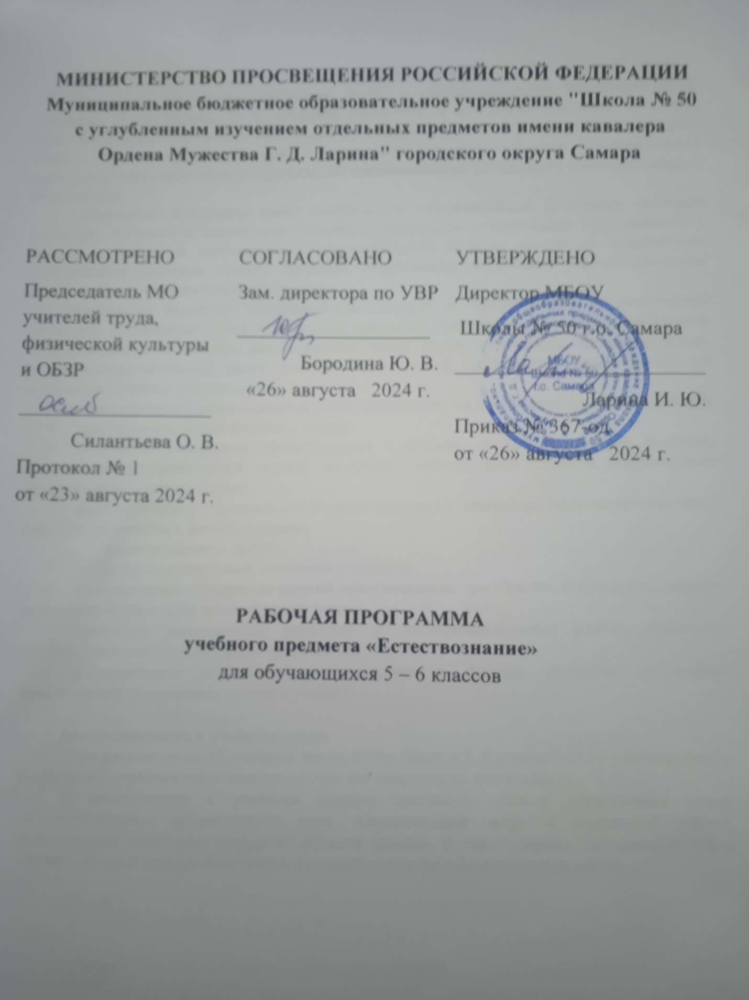 МИНИСТЕРСТВО ПРОСВЕЩЕНИЯ РОССИЙСКОЙ ФЕДЕРАЦИИ
Муниципальное бюджетное образовательное учреждение "Школа № 50
с углубленным изучением отдельных предметов имени кавалера
Ордена Мужества Г. Д. Ларина" городского округа Самара
РАССМОТРЕНО
Председатель МО
учителей труда,
физической культуры
и ОБЗР
Силантьева О. В.
Протокол № 1
от «23» августа 2024 г.
СОГЛАСОВАНО
Зам. директора по УВР
Бородина Ю. В.
«26» августа 2024 г.
УТВЕРЖДЕНО
Директор МБОУ
Школы № 50 г.о. Самара
МБОУ
Школа № 50
г.о. Самара
Ларина И. Ю.
Приказ № 367-од
от «26» августа 2024 г.
РАБОЧАЯ ПРОГРАММА
учебного предмета «Естествознание»
для обучающихся 5 – 6 классов